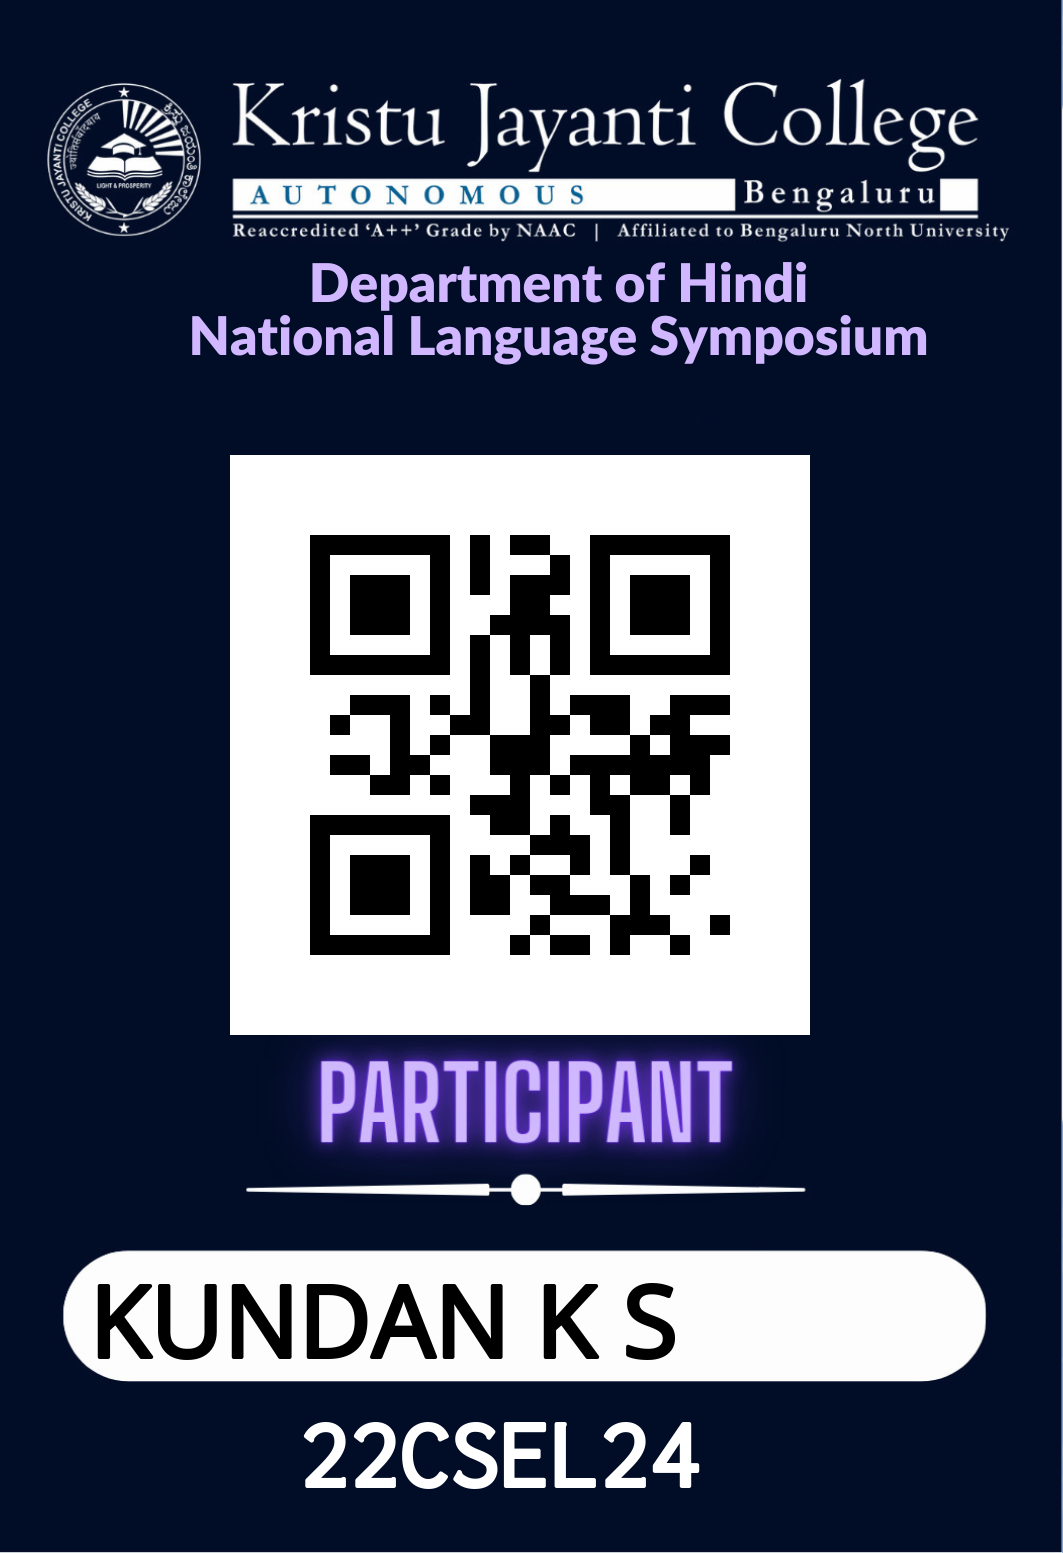 Kristu Jayanti College
AUTONOMOUS Bengaluru
Reaccredited ‘A++’ Grade by NAAC | Affiliated to Bengaluru North University
KRISTU JAYANTI COLLEGE
LIGHT & PROSPERITY
Department of Hindi
National Language Symposium
PARTICIPANT
KUNDAN K S
22CSEL24